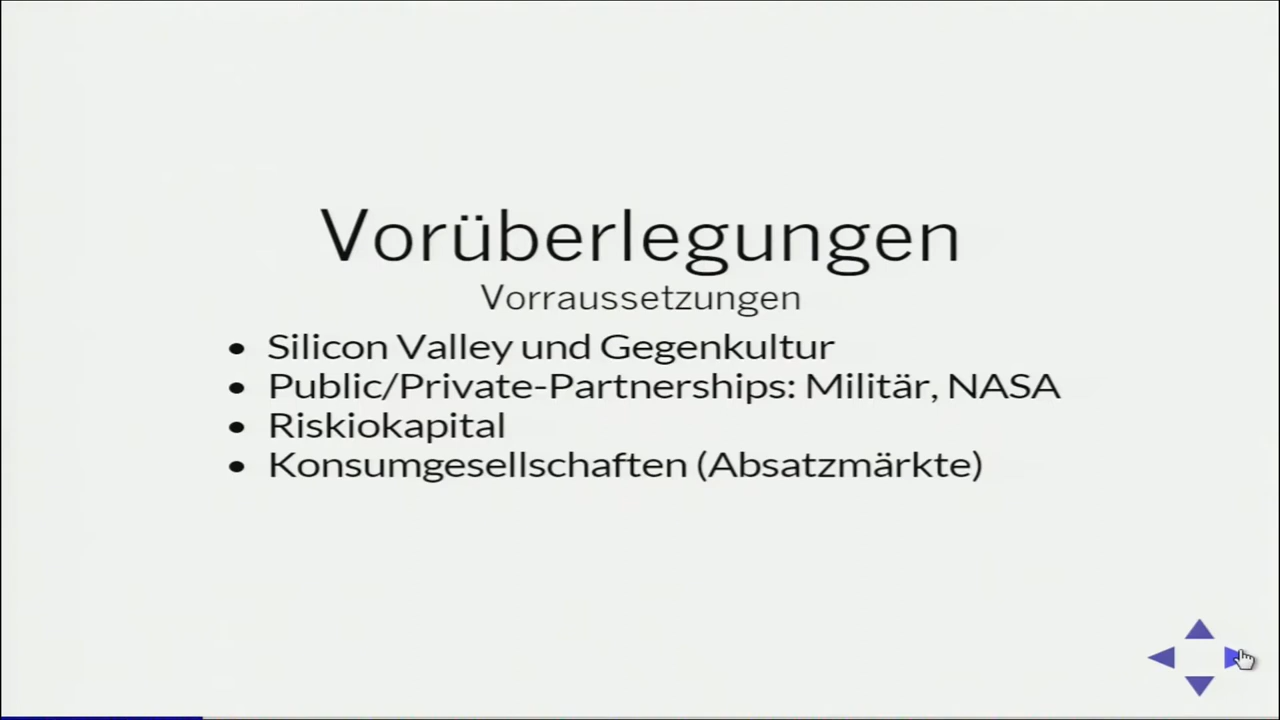 Vorüberlegungen
Vorraussetzungen
• Silicon Valley und Gegenkultur
• Public/Private-Partnerships: Militär, NASA
• Riskiokapital
• Konsumgesellschaften (Absatzmärkte)